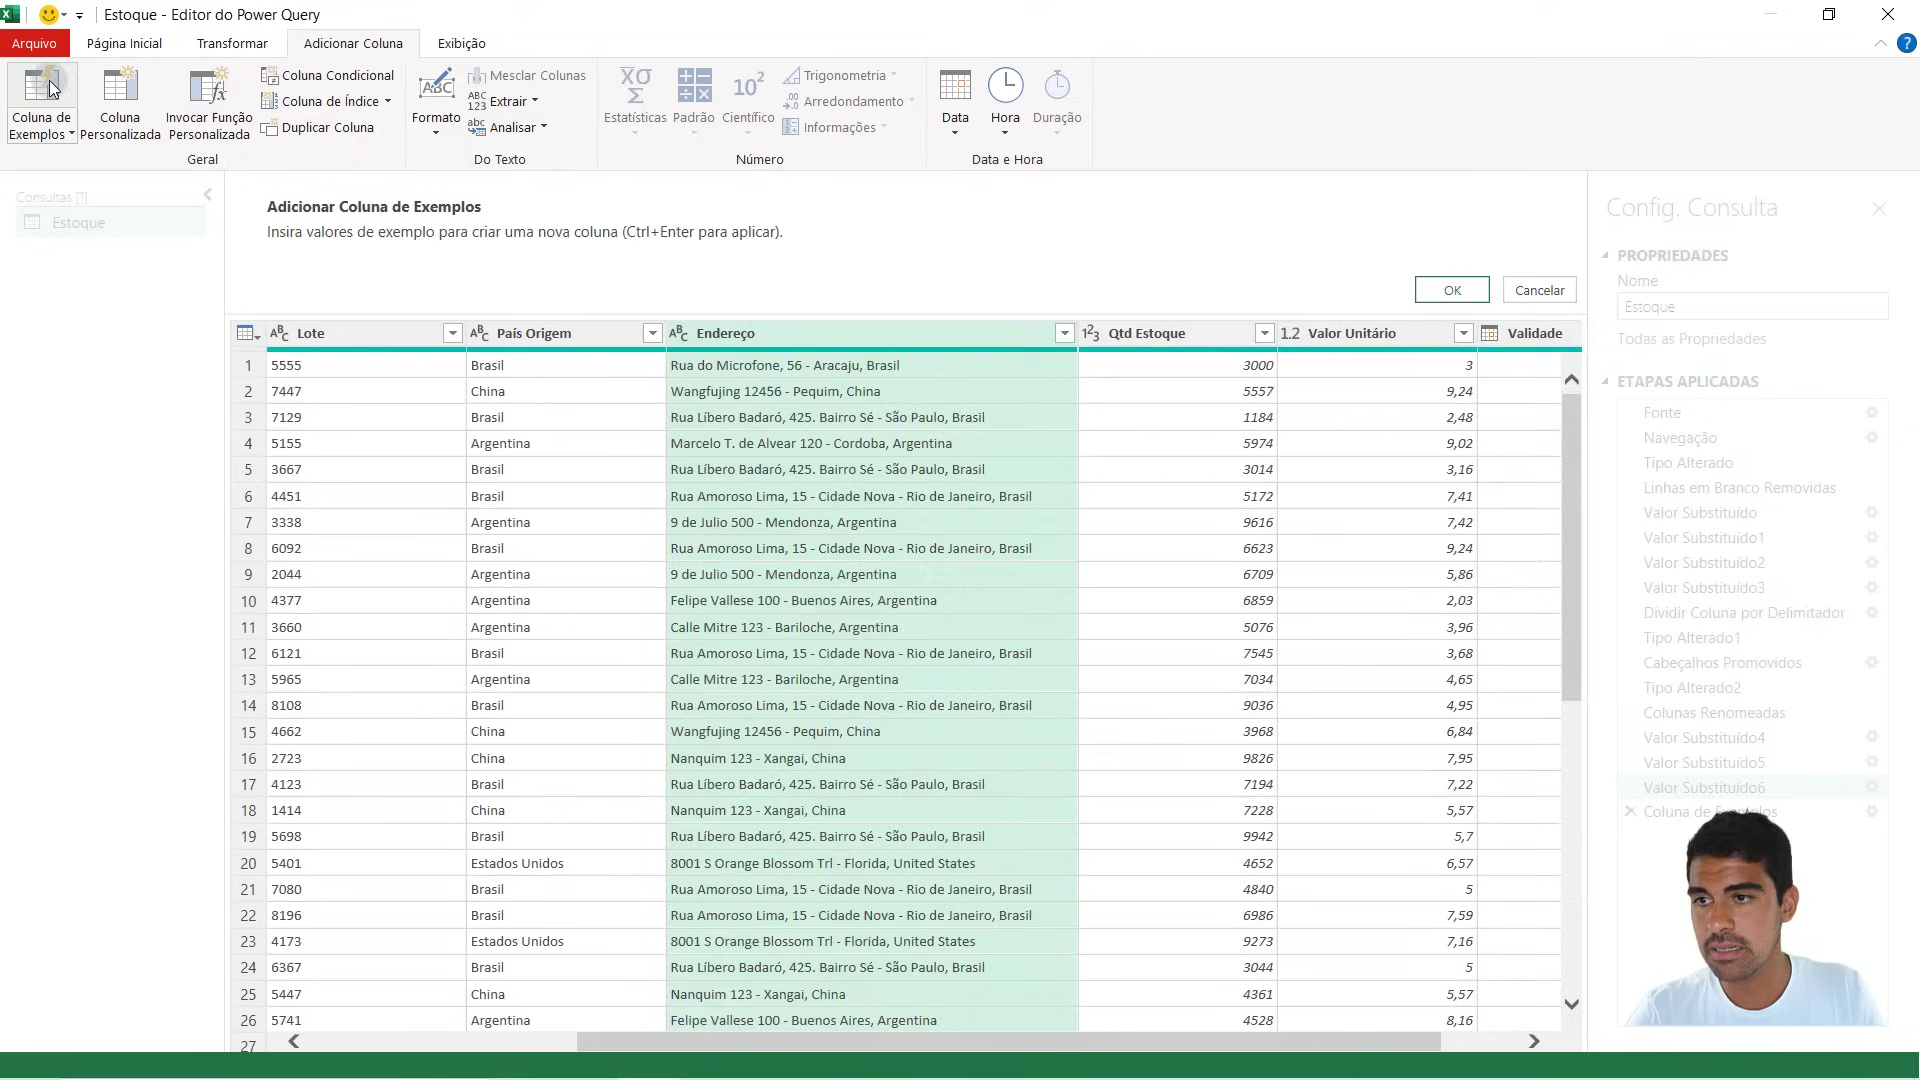 Estoque - Editor do Power Query
Arquivo Página Inicial Transformar Adicionar Coluna Exibição
Coluna de Exemplos
Coluna Personalizada
Invocar Função Personalizada
Coluna Condicional
Coluna de Índice
Duplicar Coluna
Geral
Formato
Mesclar Colunas
Extrair
Analisar
Do Texto
Estatísticas
Padrão
Científico
Trigonometria
Arredondamento
Informações
Número
Data
Hora
Duração
Data e Hora
Consultas [1]
Estoque
Adicionar Coluna de Exemplos
Insira valores de exemplo para criar uma nova coluna (Ctrl+Enter para aplicar).
OK Cancelar
Lote País Origem Endereço Qtd Estoque Valor Unitário Validade
1 5555 Brasil Rua do Microfone, 56 - Aracaju, Brasil 3000 3
2 7447 China Wangfujing 12456 - Pequim, China 5557 9,24
3 7129 Brasil Rua Líbero Badaró, 425. Bairro Sé - São Paulo, Brasil 1184 2,48
4 5155 Argentina Marcelo T. de Alvear 120 - Cordoba, Argentina 5974 9,02
5 3667 Brasil Rua Líbero Badaró, 425. Bairro Sé - São Paulo, Brasil 3014 3,16
6 4451 Brasil Rua Amoroso Lima, 15 - Cidade Nova - Rio de Janeiro, Brasil 5172 7,41
7 3338 Argentina 9 de Julio 500 - Mendonza, Argentina 9616 7,42
8 6092 Brasil Rua Amoroso Lima, 15 - Cidade Nova - Rio de Janeiro, Brasil 6623 9,24
9 2044 Argentina 9 de Julio 500 - Mendonza, Argentina 6709 5,86
10 4377 Argentina Felipe Vallese 100 - Buenos Aires, Argentina 6859 2,03
11 3660 Argentina Calle Mitre 123 - Bariloche, Argentina 5076 3,96
12 6121 Brasil Rua Amoroso Lima, 15 - Cidade Nova - Rio de Janeiro, Brasil 7545 3,68
13 5965 Argentina Calle Mitre 123 - Bariloche, Argentina 7034 4,65
14 8108 Brasil Rua Amoroso Lima, 15 - Cidade Nova - Rio de Janeiro, Brasil 9036 4,95
15 4662 China Wangfujing 12456 - Pequim, China 3968 6,84
16 2723 China Nanquim 123 - Xangai, China 9826 7,95
17 4123 Brasil Rua Líbero Badaró, 425. Bairro Sé - São Paulo, Brasil 7194 7,22
18 1414 China Nanquim 123 - Xangai, China 7228 5,57
19 5698 Brasil Rua Líbero Badaró, 425. Bairro Sé - São Paulo, Brasil 9942 5,7
20 5401 Estados Unidos 8001 S Orange Blossom Trl - Florida, United States 4652 6,57
21 7080 Brasil Rua Amoroso Lima, 15 - Cidade Nova - Rio de Janeiro, Brasil 4840 5
22 8196 Brasil Rua Amoroso Lima, 15 - Cidade Nova - Rio de Janeiro, Brasil 6986 7,59
23 4173 Estados Unidos 8001 S Orange Blossom Trl - Florida, United States 9273 7,16
24 6367 Brasil Rua Líbero Badaró, 425. Bairro Sé - São Paulo, Brasil 3044 5
25 5447 China Nanquim 123 - Xangai, China 4361 5,57
26 5741 Argentina Felipe Vallese 100 - Buenos Aires, Argentina 4528 8,16
27
Config. Consulta
PROPRIEDADES
Nome
Estoque
Todas as Propriedades
ETAPAS APLICADAS
Fonte
Navegação
Tipo Alterado
Linhas em Branco Removidas
Valor Substituído
Valor Substituído1
Valor Substituído2
Valor Substituído3
Dividir Coluna por Delimitador
Tipo Alterado1
Cabeçalhos Promovidos
Tipo Alterado2
Colunas Renomeadas
Valor Substituído4
Valor Substituído5
Valor Substituído6
Coluna de Exemplos